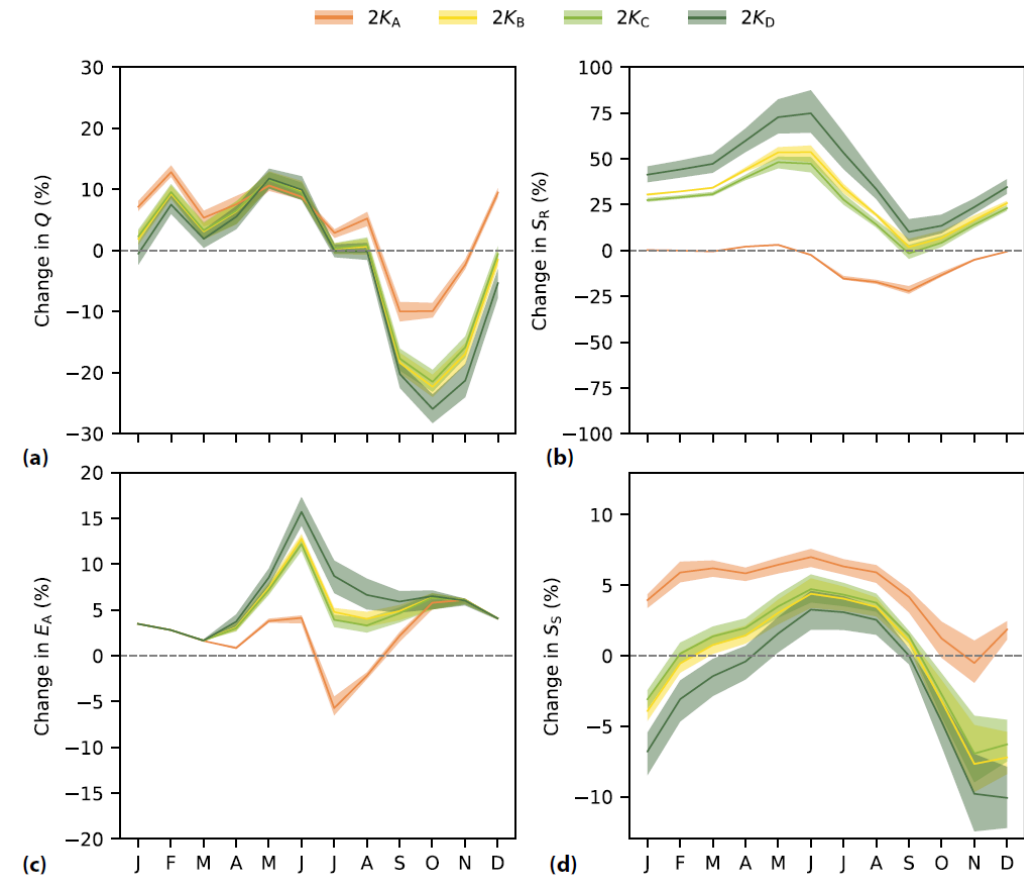 2K_A 2K_B 2K_C 2K_D
Change in Q (%)
30
20
10
0
−10
−20
−30
(a)
Change in S_R (%)
100
75
50
25
0
−25
−50
−75
−100
(b)
Change in E_A (%)
20
15
10
5
0
−5
−10
−15
−20
J F M A M J J A S O N D
(c)
Change in S_S (%)
10
5
0
−5
−10
J F M A M J J A S O N D
(d)